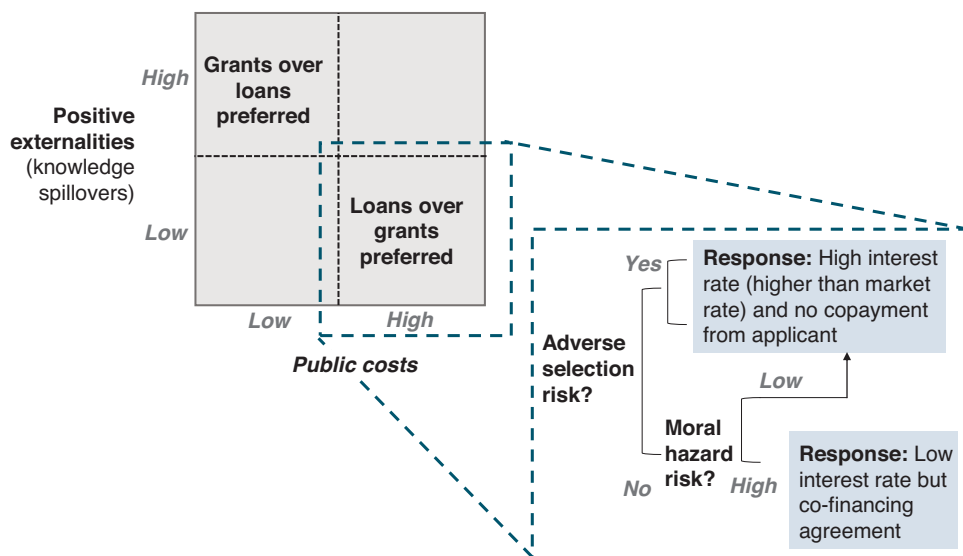 Grants over
loans
preferred
High
Positive
externalities
(knowledge
spillovers)
Low
Loans over
grants
preferred
Low
High
Public costs
Adverse
selection
risk?
Yes
Response: High interest
rate (higher than market
rate) and no copayment
from applicant
No
Moral
hazard
risk?
Low
High
Response: Low
interest rate but
co-financing
agreement